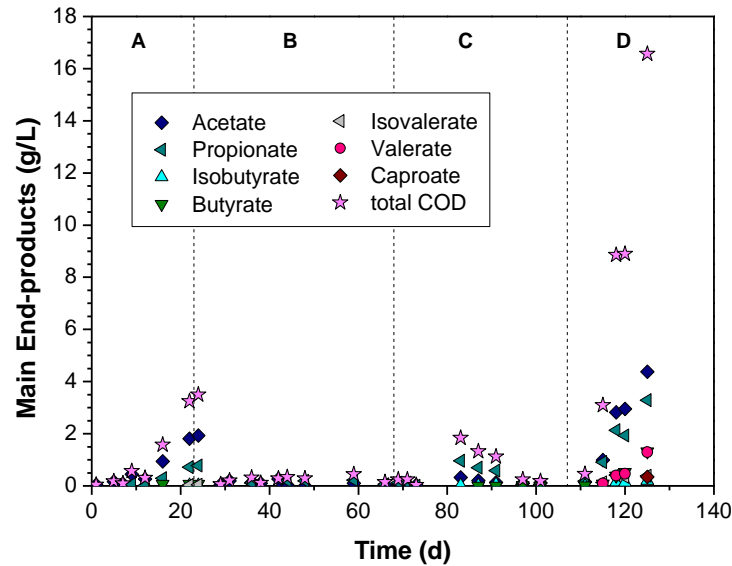 A B C D
18
16
14
12
10
8
6
4
2
0
Main End-products (g/L)
Acetate Isovalerate
Propionate Valerate
Isobutyrate Caproate
Butyrate total COD
0 20 40 60 80 100 120 140
Time (d)